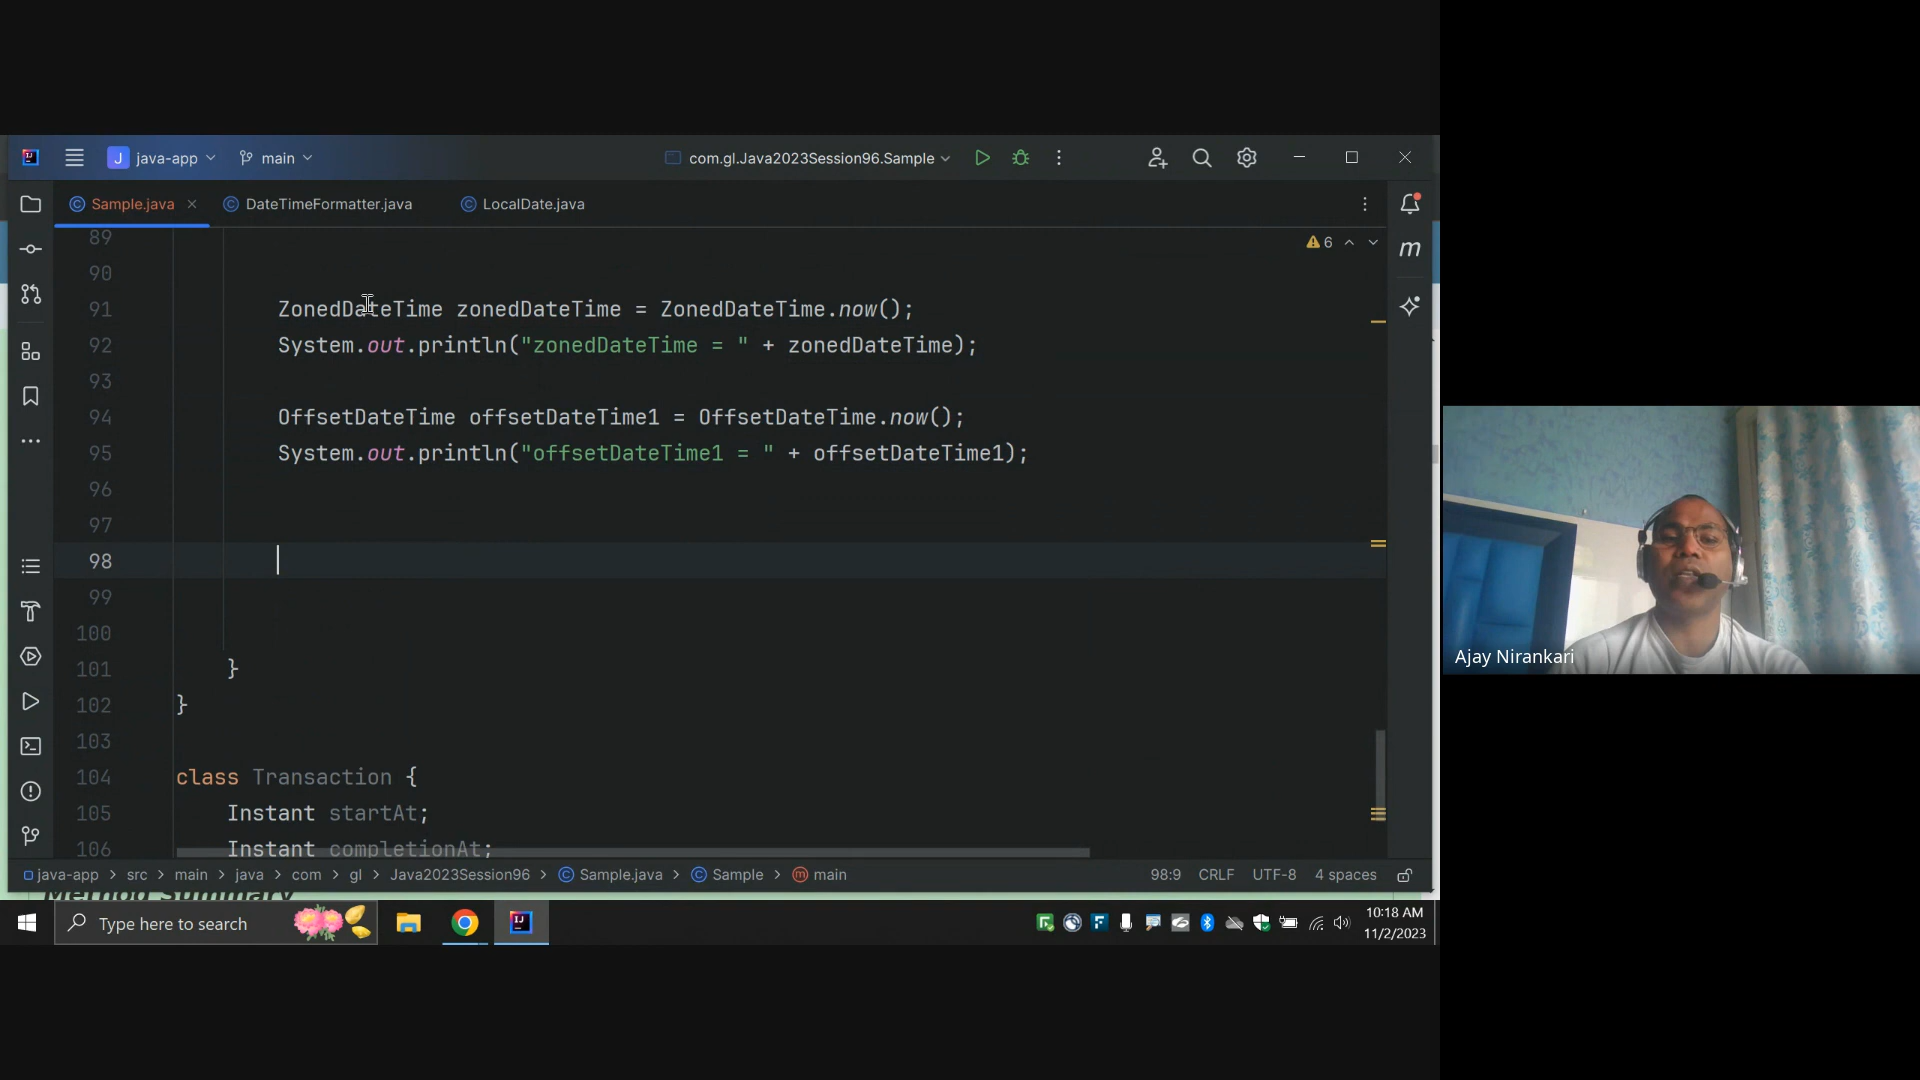 java-app
main
com.gl.Java2023Session96.Sample
Sample.java
DateTimeFormatter.java
LocalDate.java
6
89
90
91 ZonedDateTime zonedDateTime = ZonedDateTime.now();
92 System.out.println("zonedDateTime = " + zonedDateTime);
93
94 OffsetDateTime offsetDateTime1 = OffsetDateTime.now();
95 System.out.println("offsetDateTime1 = " + offsetDateTime1);
96
97
98
99
100
101 }
102 }
103
104 class Transaction {
105 Instant startAt;
106 Instant completionAt;
java-app > src > main > java > com > gl > Java2023Session96 > Sample.java > Sample > main
98:9 CRLF UTF-8 4 spaces
Method Summary
Type here to search
10:18 AM
11/2/2023
Ajay Nirankari